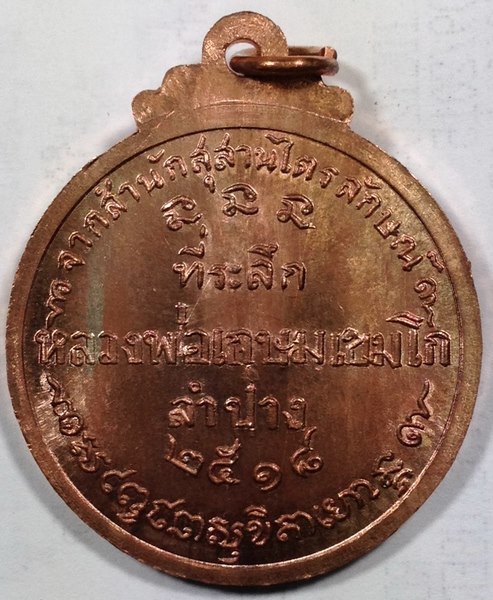 จากสำนักสุสานไตรลักษณ์
ที่ระลึก
หลวงพ่อเกษมเขมโก
ลำปาง
๒๕๑๘